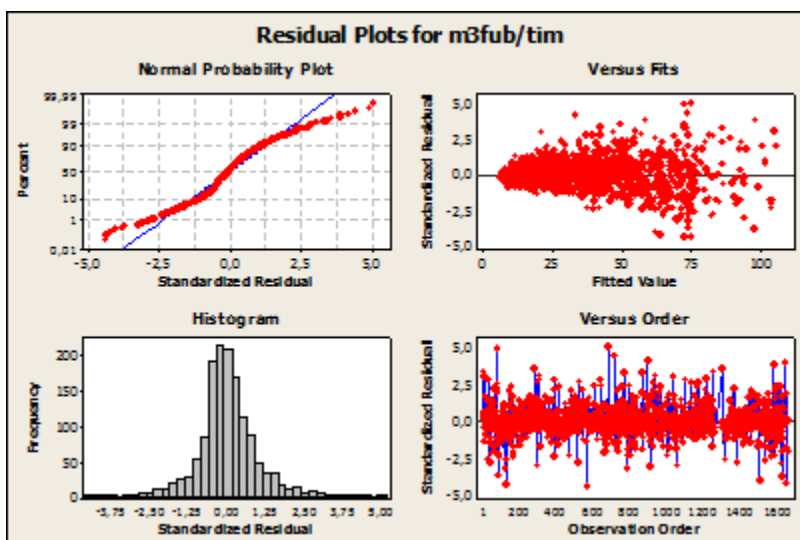 Residual Plots for m3fub/tim
Normal Probability Plot
Percent
99,99
99
90
50
10
1
0,01
-5,0 -2,5 0,0 2,5 5,0
Standardized Residual
Versus Fits
Standardized Residual
5,0
2,5
0,0
-2,5
-5,0
0 25 50 75 100
Fitted Value
Histogram
Frequency
200
150
100
50
0
-3,75 -2,50 -1,25 0,00 1,25 2,50 3,75 5,00
Standardized Residual
Versus Order
Standardized Residual
5,0
2,5
0,0
-2,5
-5,0
1 200 400 600 800 1000 1200 1400 1600
Observation Order